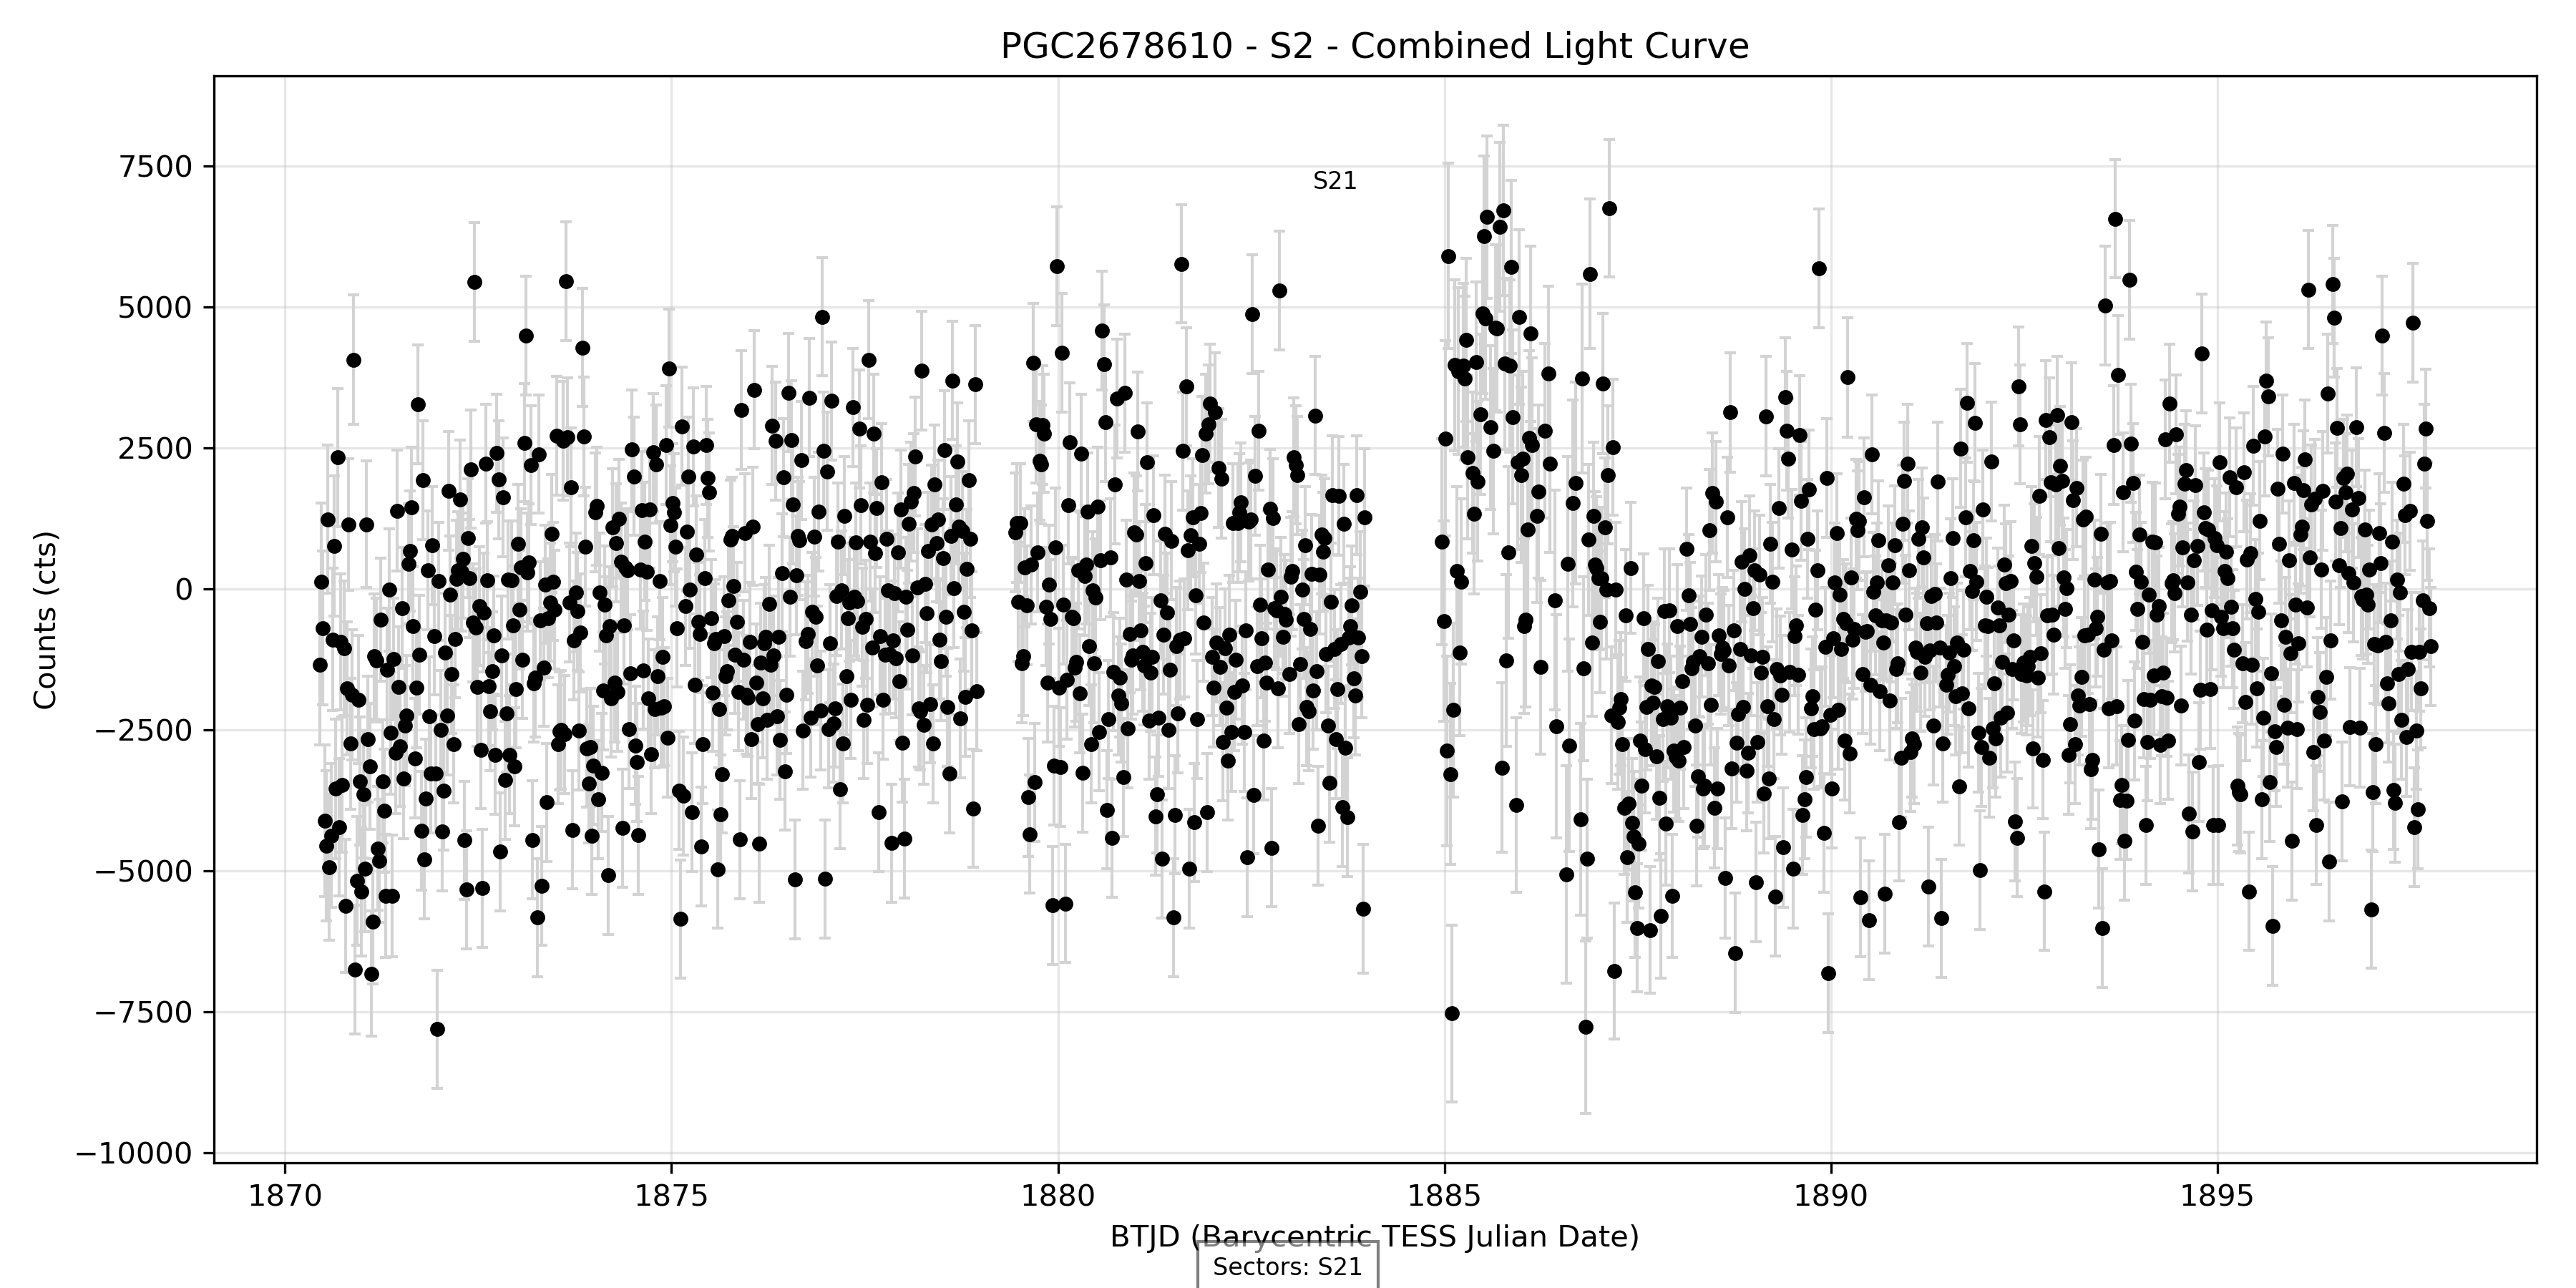 PGC2678610 - S2 - Combined Light Curve
Counts (cts)
7500
5000
2500
0
−2500
−5000
−7500
−10000
S21
1870 1875 1880 1885 1890 1895
BTJD (Barycentric TESS Julian Date)
Sectors: S21